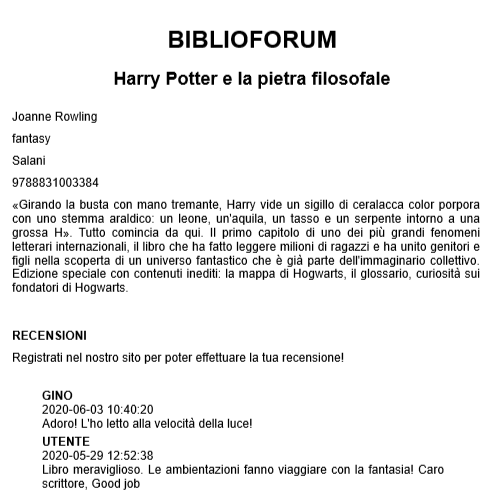 BIBLIOFORUM
Harry Potter e la pietra filosofale
Joanne Rowling
fantasy
Salani
9788831003384
«Girando la busta con mano tremante, Harry vide un sigillo di ceralacca color porpora
con uno stemma araldico: un leone, un'aquila, un tasso e un serpente intorno a una
grossa H». Tutto comincia da qui. Il primo capitolo di uno dei più grandi fenomeni
letterari internazionali, il libro che ha fatto leggere milioni di ragazzi e ha unito genitori e
figli nella scoperta di un universo fantastico che è già parte dell'immaginario collettivo.
Edizione speciale con contenuti inediti: la mappa di Hogwarts, il glossario, curiosità sui
fondatori di Hogwarts.
RECENSIONI
Registrati nel nostro sito per poter effettuare la tua recensione!
GINO
2020-06-03 10:40:20
Adoro! L'ho letto alla velocità della luce!
UTENTE
2020-05-29 12:52:38
Libro meraviglioso. Le ambientazioni fanno viaggiare con la fantasia! Caro
scrittore, Good job